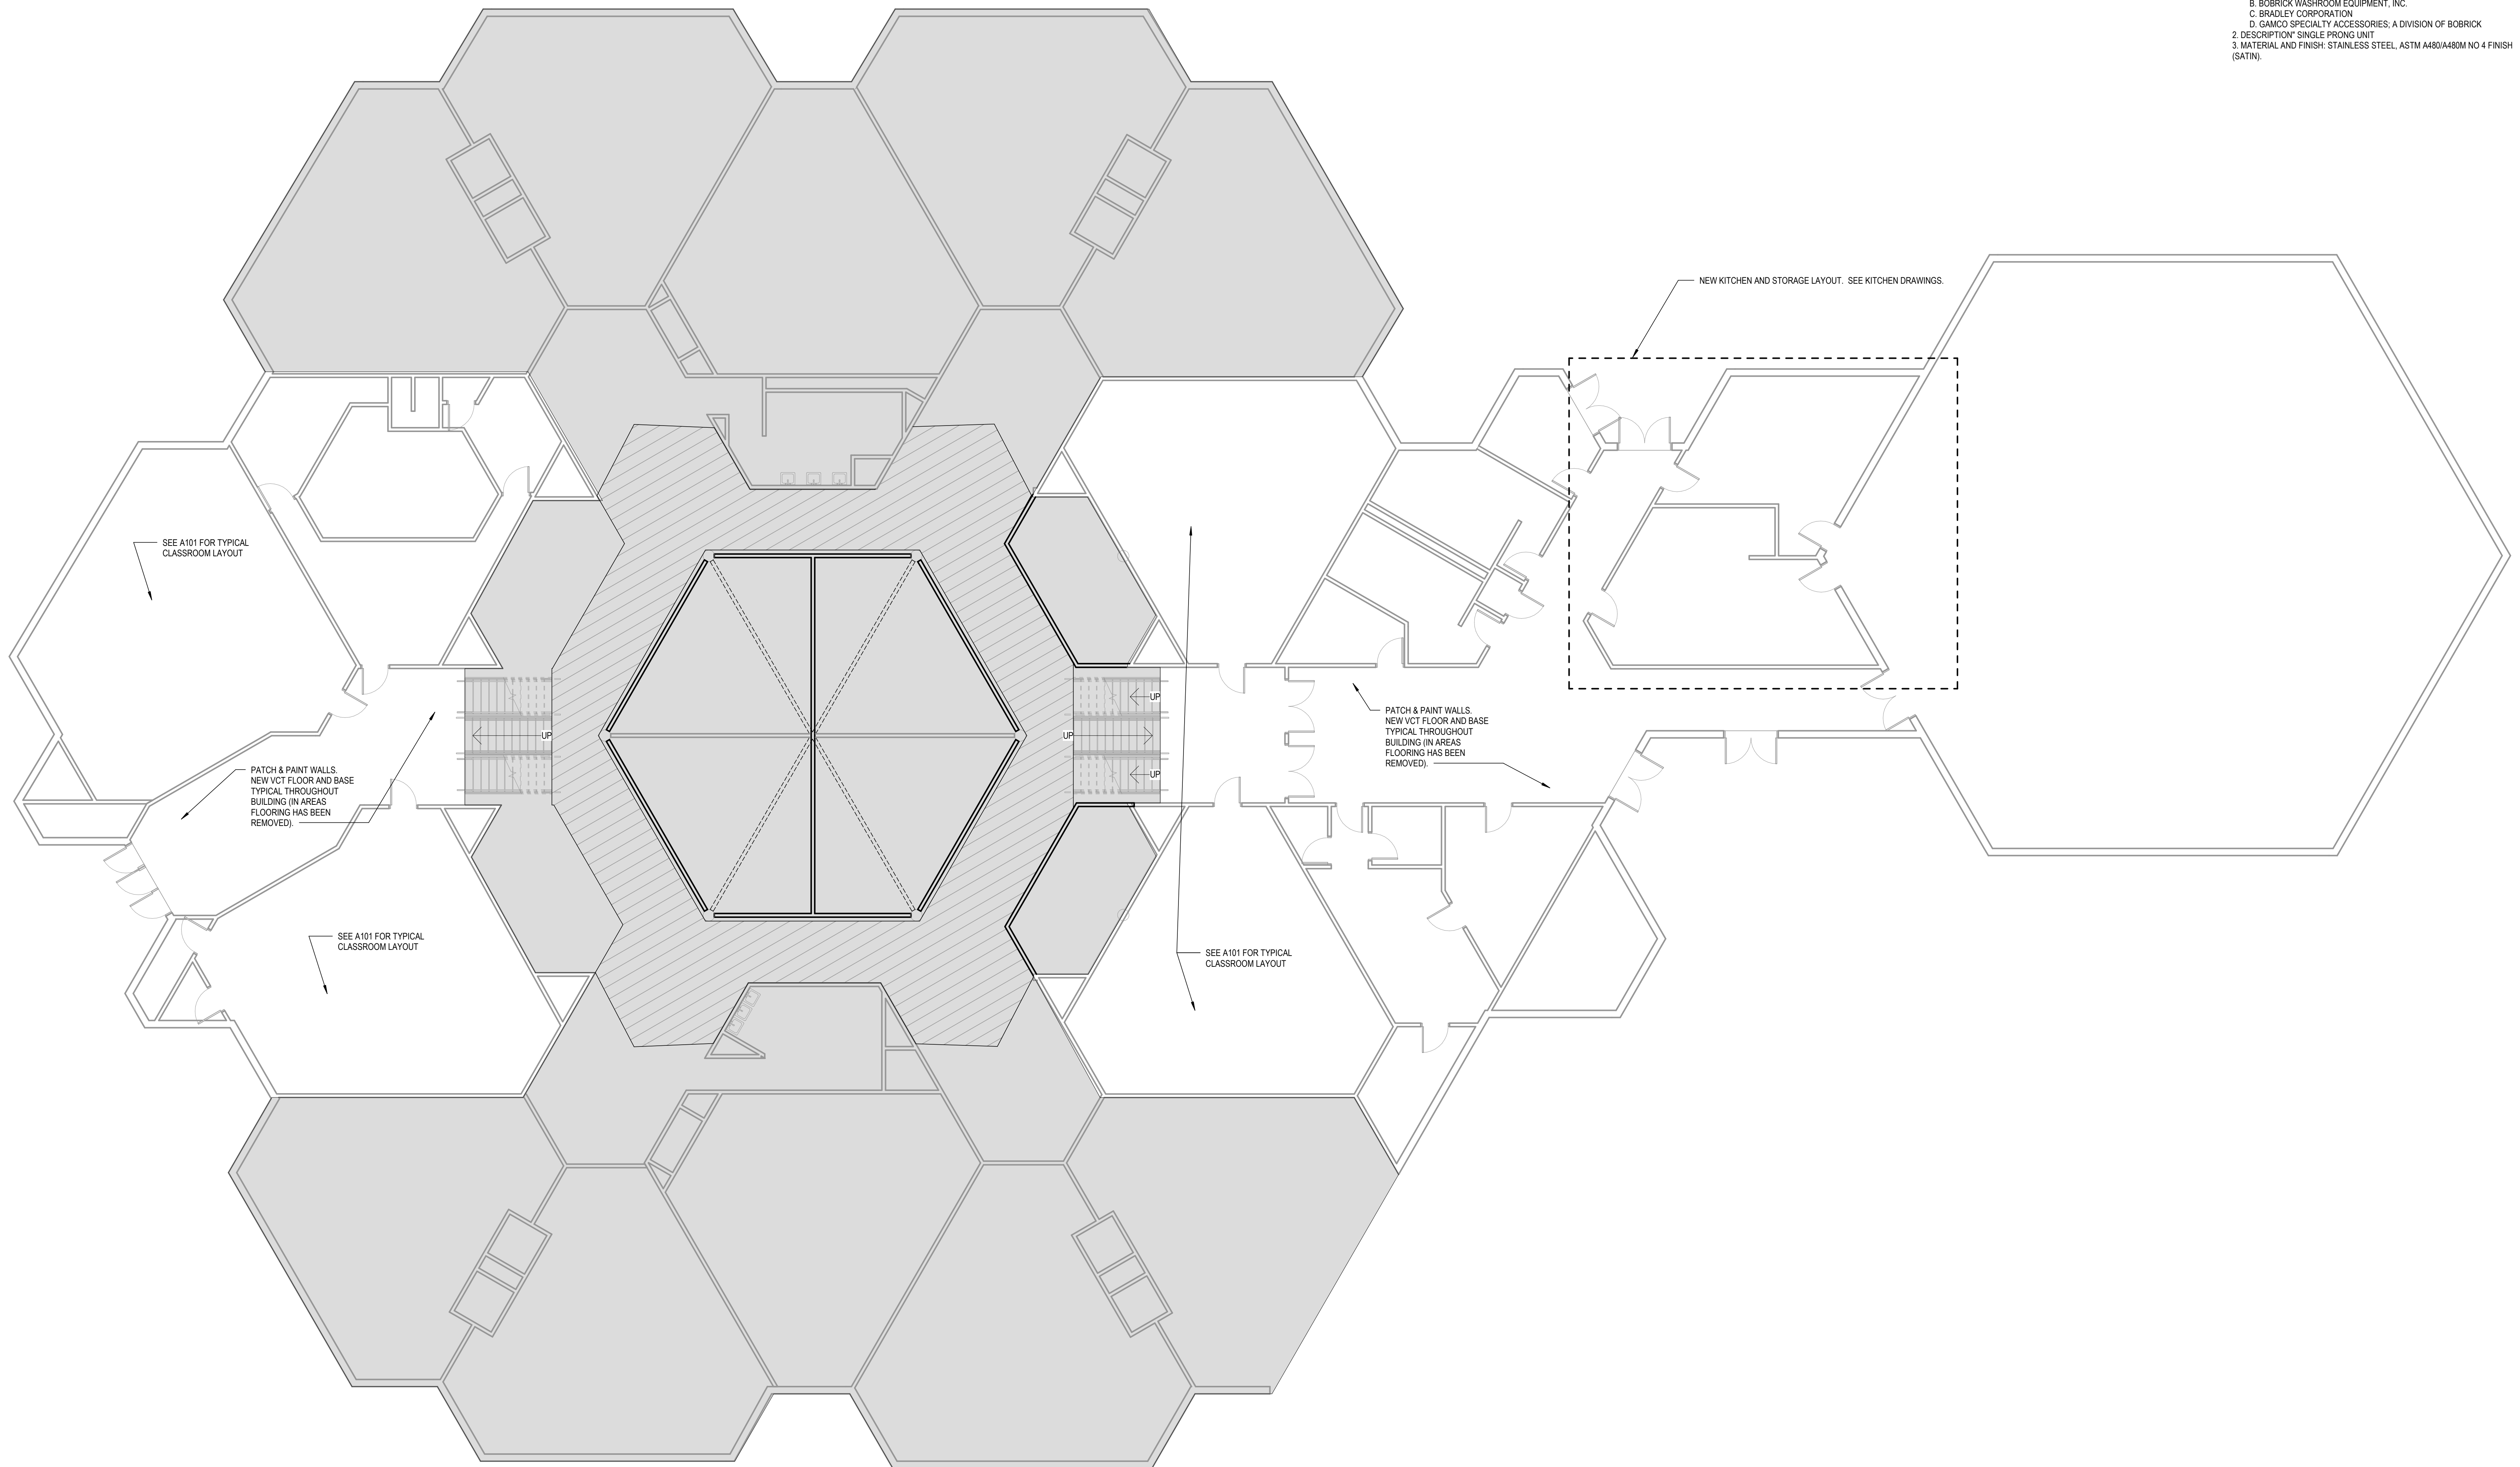 B. BOBRICK WASHROOM EQUIPMENT, INC.
C. BRADLEY CORPORATION
D. GAMCO SPECIALTY ACCESSORIES; A DIVISION OF BOBRICK
2. DESCRIPTION" SINGLE PRONG UNIT
3. MATERIAL AND FINISH: STAINLESS STEEL, ASTM A480/A480M NO 4 FINISH
(SATIN).
NEW KITCHEN AND STORAGE LAYOUT. SEE KITCHEN DRAWINGS.
SEE A101 FOR TYPICAL
CLASSROOM LAYOUT
UP
UP
UP
UP
PATCH & PAINT WALLS.
NEW VCT FLOOR AND BASE
TYPICAL THROUGHOUT
BUILDING (IN AREAS
FLOORING HAS BEEN
REMOVED).
PATCH & PAINT WALLS.
NEW VCT FLOOR AND BASE
TYPICAL THROUGHOUT
BUILDING (IN AREAS
FLOORING HAS BEEN
REMOVED).
SEE A101 FOR TYPICAL
CLASSROOM LAYOUT
SEE A101 FOR TYPICAL
CLASSROOM LAYOUT